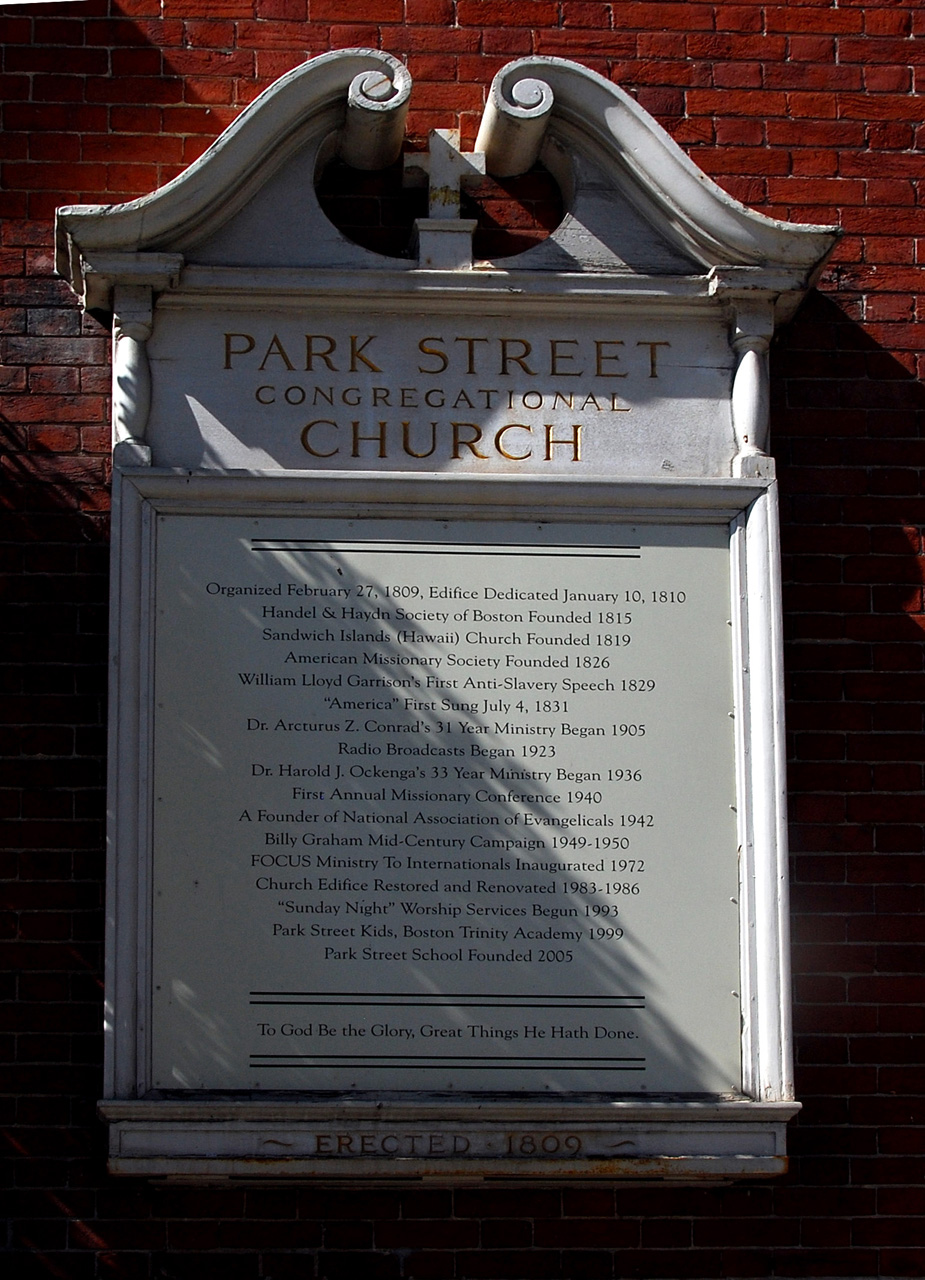 PARK STREET
CONGREGATIONAL
CHURCH
Organized February 27, 1809, Edifice Dedicated January 10, 1810
Handel & Haydn Society of Boston Founded 1815
Sandwich Islands (Hawaii) Church Founded 1819
American Missionary Society Founded 1826
William Lloyd Garrison's First Anti-Slavery Speech 1829
"America" First Sung July 4, 1831
Dr. Arcturus Z. Conrad's 31 Year Ministry Began 1905
Radio Broadcasts Began 1923
Dr. Harold J. Ockenga's 33 Year Ministry Began 1936
First Annual Missionary Conference 1940
A Founder of National Association of Evangelicals 1942
Billy Graham Mid-Century Campaign 1949-1950
FOCUS Ministry To Internationals Inaugurated 1972
Church Edifice Restored and Renovated 1983-1986
"Sunday Night" Worship Services Begun 1993
Park Street Kids, Boston Trinity Academy 1999
Park Street School Founded 2005
To God Be the Glory, Great Things He Hath Done.
~ ERECTED · 1809 ~